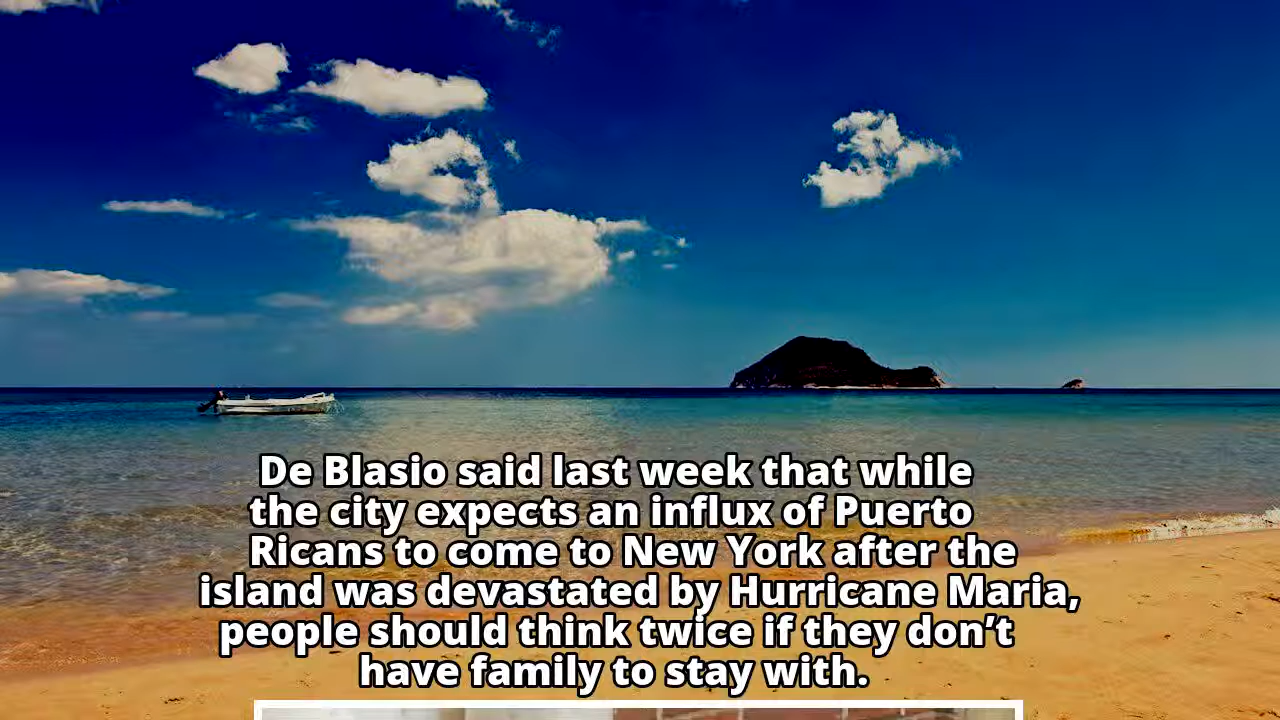 De Blasio said last week that while
the city expects an influx of Puerto
Ricans to come to New York after the
island was devastated by Hurricane Maria,
people should think twice if they don’t
have family to stay with.